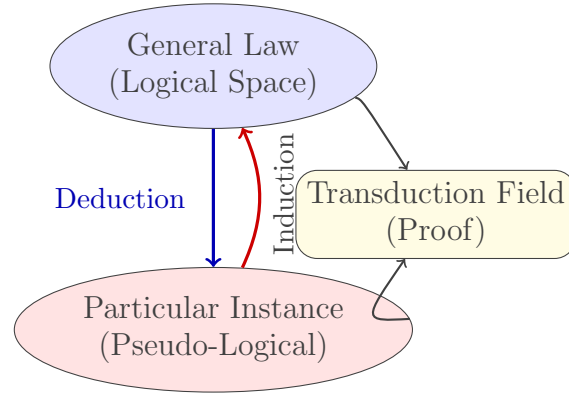 General Law
(Logical Space)
Deduction
Induction
Transduction Field
(Proof)
Particular Instance
(Pseudo-Logical)